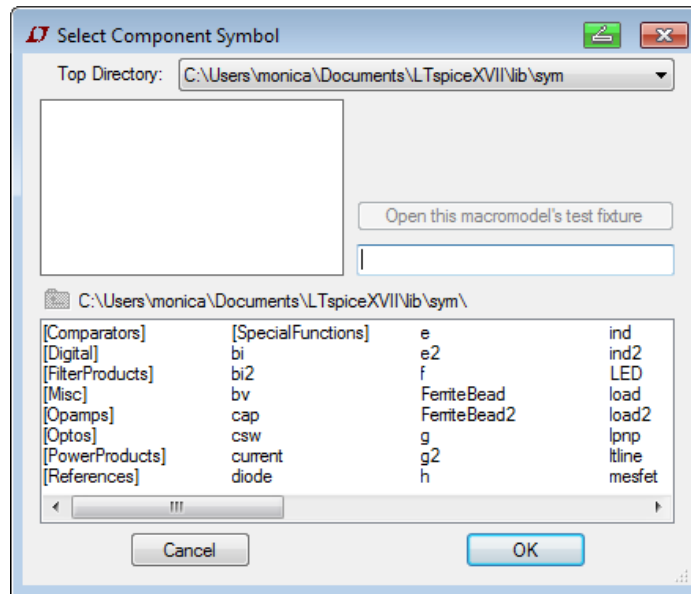 Select Component Symbol
Top Directory: C:\Users\monica\Documents\LTspiceXVII\lib\sym
Open this macromodel's test fixture
C:\Users\monica\Documents\LTspiceXVII\lib\sym\
[Comparators] [SpecialFunctions] e ind
[Digital] bi e2 ind2
[FilterProducts] bi2 f LED
[Misc] bv FerriteBead load
[Opamps] cap FerriteBead2 load2
[Optos] csw g lpnp
[PowerProducts] current g2 ltline
[References] diode h mesfet
Cancel OK